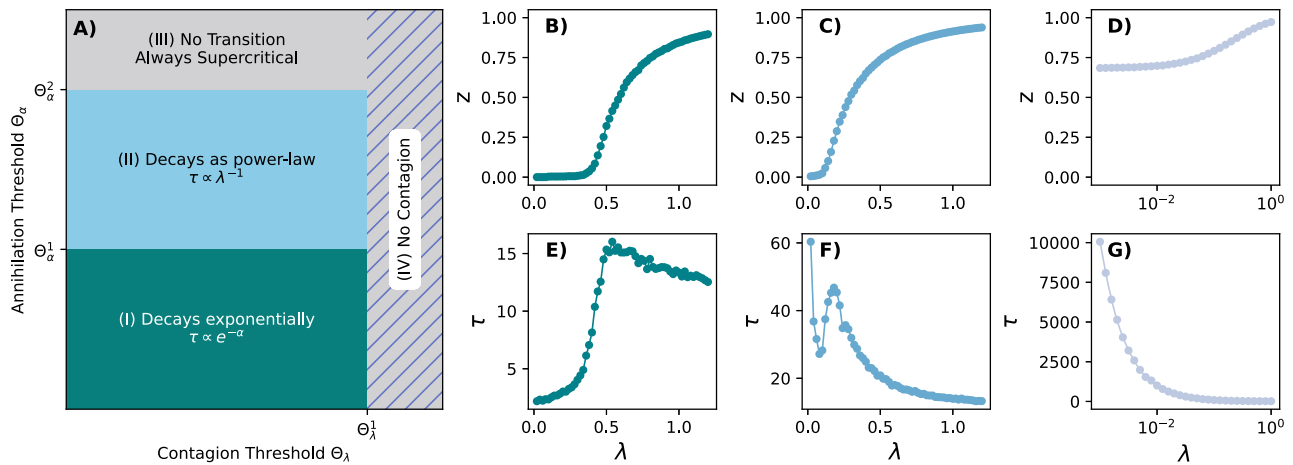 A)
(III) No Transition
Always Supercritical
(II) Decays as power-law
τ ∝ λ⁻¹
(I) Decays exponentially
τ ∝ e⁻ᵅ
(IV) No Contagion
Annihilation Threshold Θ_α
Θ_α²
Θ_α¹
Θ_λ¹
Contagion Threshold Θ_λ
B)
z
1.00
0.75
0.50
0.25
0.00
0.0 0.5 1.0
C)
z
1.00
0.75
0.50
0.25
0.00
0.0 0.5 1.0
D)
z
1.00
0.75
0.50
0.25
0.00
10⁻² 10⁰
E)
τ
15
10
5
0.0 0.5 1.0
λ
F)
τ
60
40
20
0.0 0.5 1.0
λ
G)
τ
10000
7500
5000
2500
0
10⁻² 10⁰
λ